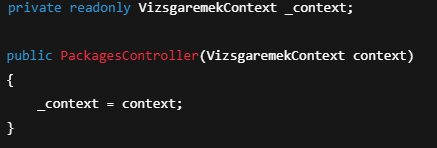 private readonly VizsgaremekContext _context;
public PackagesController(VizsgaremekContext context)
{
_context = context;
}